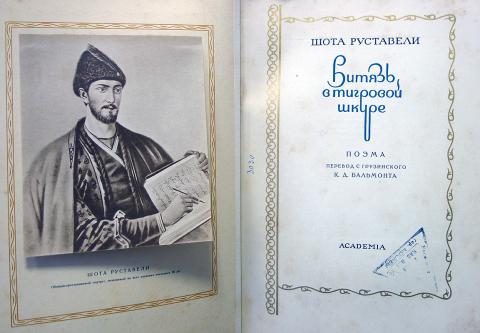 ШОТА РУСТАВЕЛИ
ШОТА РУСТАВЕЛИ
Витязь
в тигровой
шкуре
ПОЭМА
ПЕРЕВОД С ГРУЗИНСКОГО
К. Д. БАЛЬМОНТА
ACADEMIA